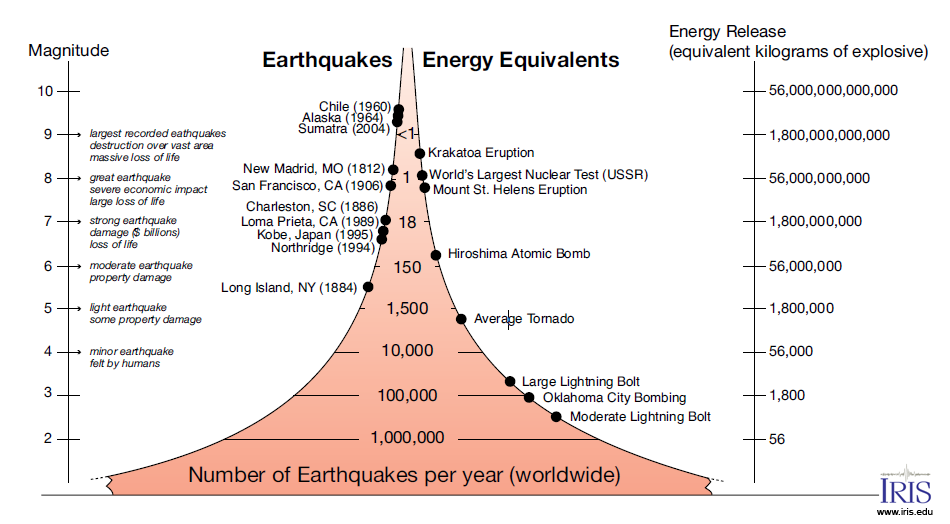 Magnitude
Earthquakes
Energy Equivalents
Energy Release
(equivalent kilograms of explosive)
10
9
largest recorded eathquakes
destruction over vast area
massive loss of life
8
great earthquake
severe economic impact
large loss of life
7
strong earthquake
damage ($ billions)
loss of life
6
moderate earthquake
property damage
5
light earthquake
some property damage
4
minor earthquake
felt by humans
3
2
Chile (1960)
Alaska (1964)
Sumatra (2004)
New Madrid, MO (1812)
San Francisco, CA (1906)
Charleston, SC (1886)
Loma Prieta, CA (1989)
Kobe, Japan (1995)
Northridge (1994)
Long Island, NY (1884)
<1
1
18
150
1,500
10,000
100,000
1,000,000
Number of Earthquakes per year (worldwide)
Krakatoa Eruption
World's Largest Nuclear Test (USSR)
Mount St. Helens Eruption
Hiroshima Atomic Bomb
Average Tornado
Large Lightning Bolt
Oklahoma City Bombing
Moderate Lightning Bolt
56,000,000,000,000
1,800,000,000,000
56,000,000,000
1,800,000,000
56,000,000
1,800,000
56,000
1,800
56
IRIS
www.iris.edu